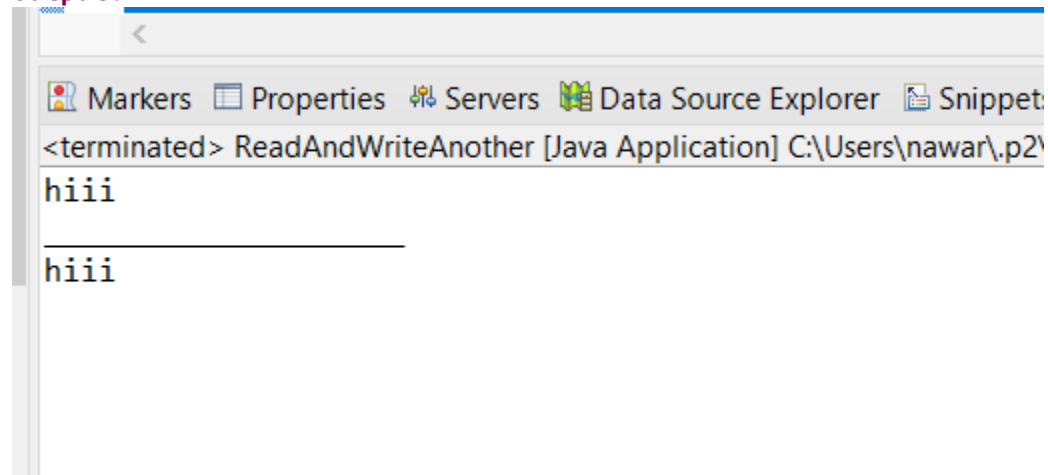 <
Markers Properties Servers Data Source Explorer Snippets
<terminated> ReadAndWriteAnother [Java Application] C:\Users\nawar\.p2\
hiii
____________________
hiii